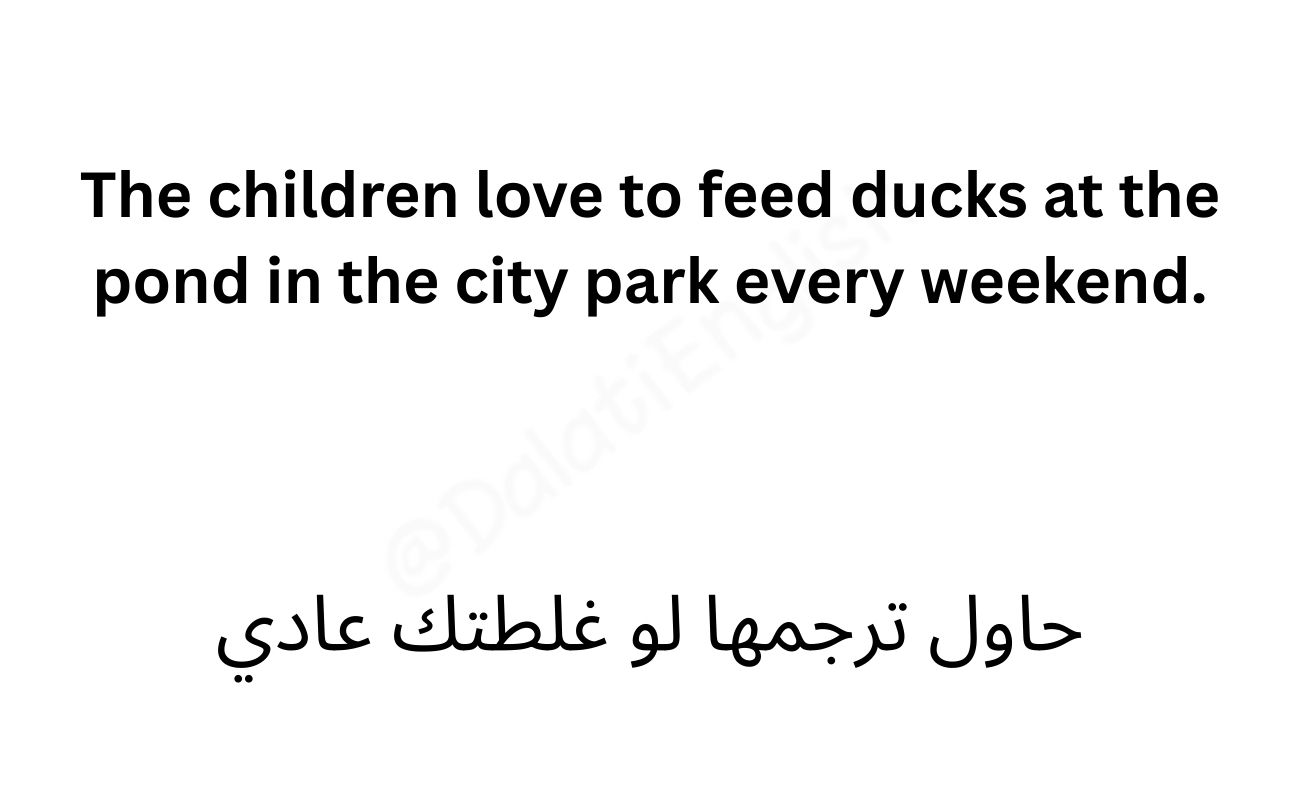 The children love to feed ducks at the
pond in the city park every weekend.
@DalatiEnglish
حاول ترجمها لو غلطتك عادي